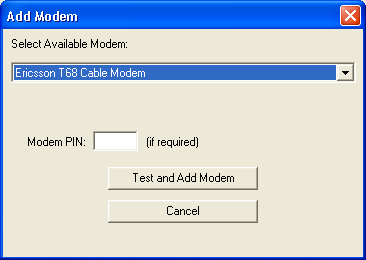 Add Modem
Select Available Modem:
Ericsson T68 Cable Modem
Modem PIN: (if required)
Test and Add Modem
Cancel